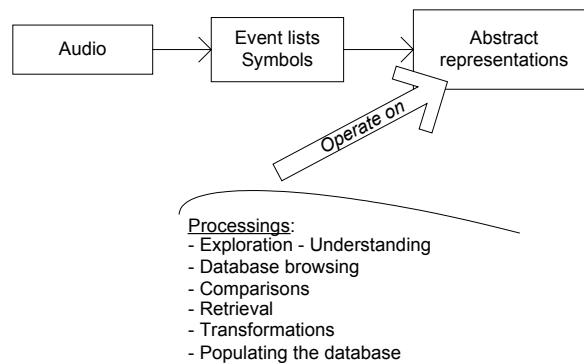 Audio
Event lists
Symbols
Abstract
representations
Operate on
Processings:
- Exploration - Understanding
- Database browsing
- Comparisons
- Retrieval
- Transformations
- Populating the database